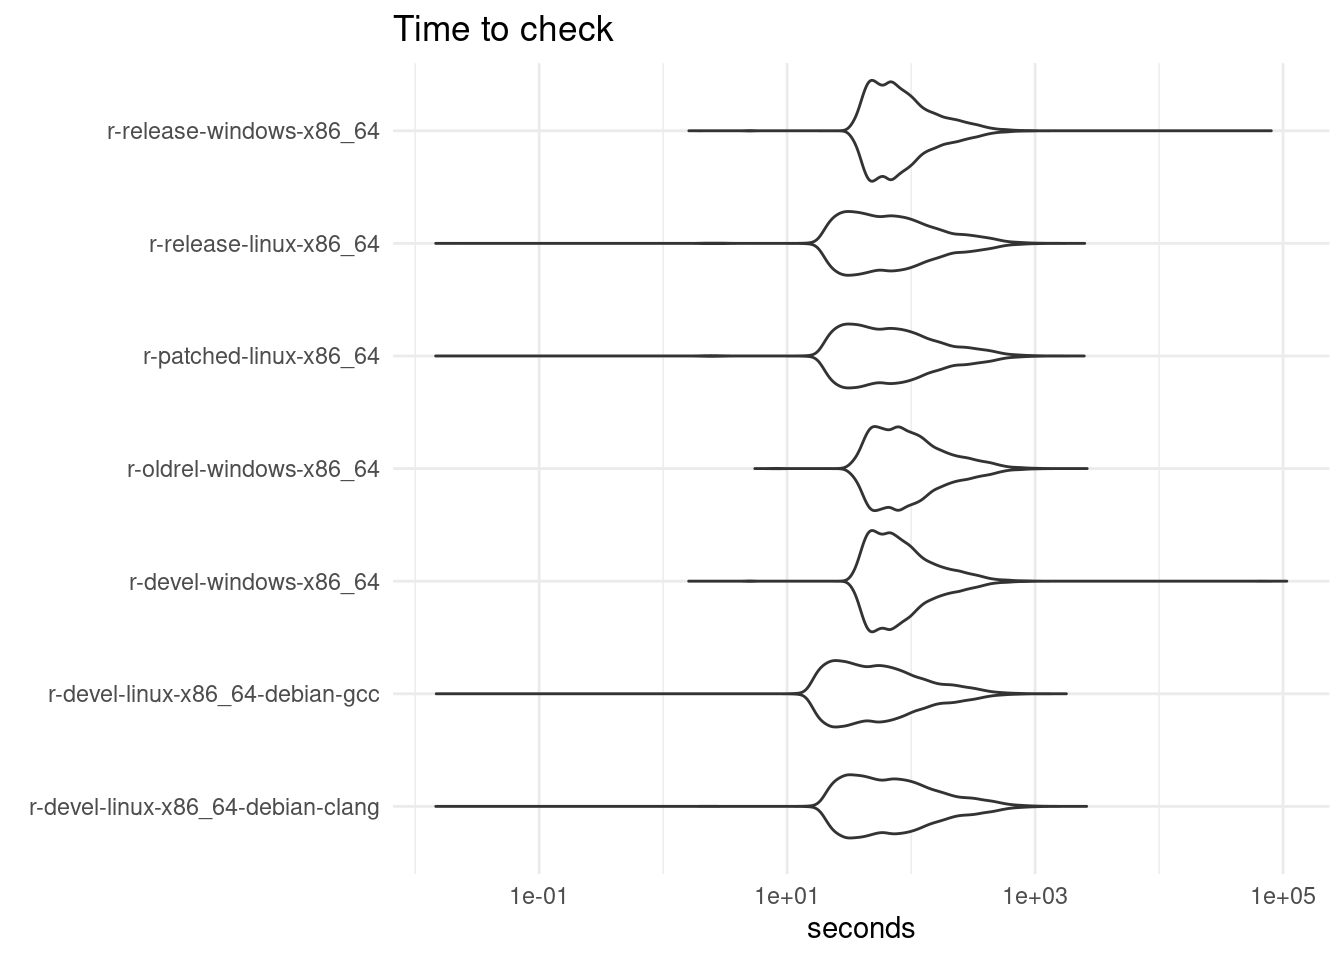 Time to check
r-release-windows-x86_64
r-release-linux-x86_64
r-patched-linux-x86_64
r-oldrel-windows-x86_64
r-devel-windows-x86_64
r-devel-linux-x86_64-debian-gcc
r-devel-linux-x86_64-debian-clang
1e-01 1e+01 1e+03 1e+05
seconds